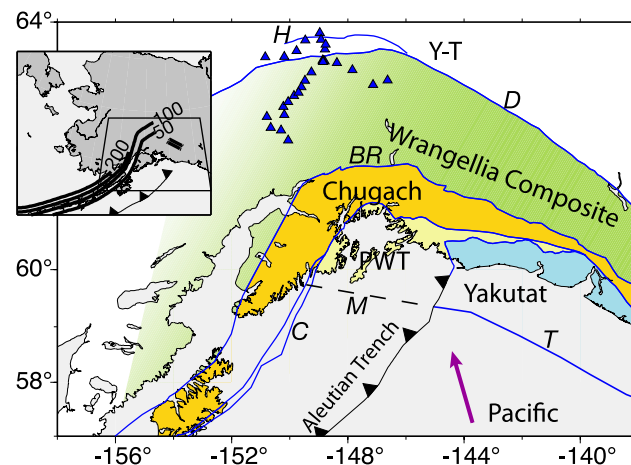 64°
H
Y-T
100
50
200
D
BR
Wrangellia Composite
Chugach
60°
PWT
Yakutat
M
C
T
Aleutian Trench
58°
Pacific
-156° -152° -148° -144° -140°